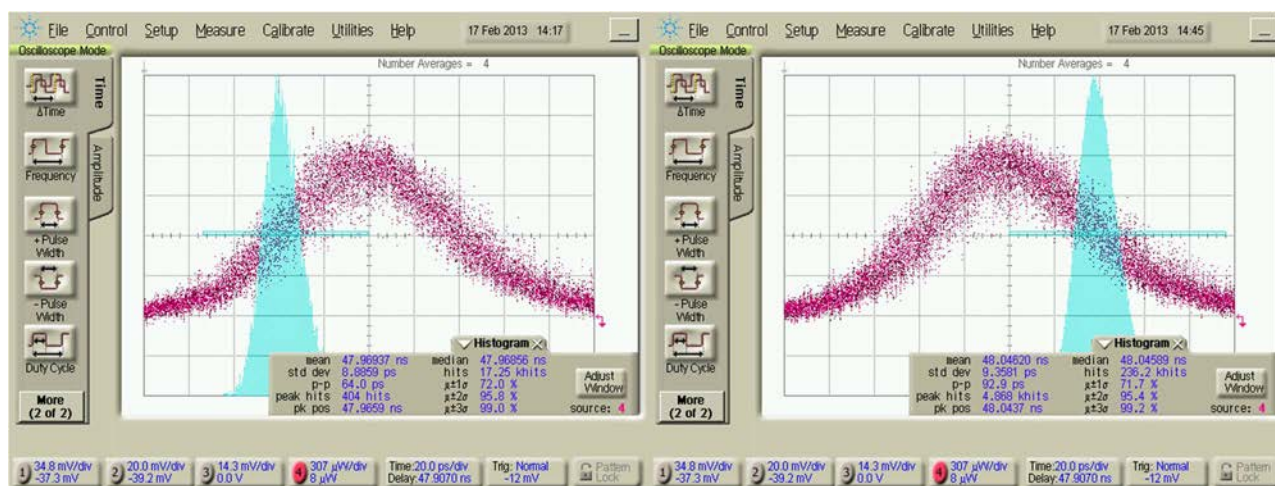 File Control Setup Measure Calibrate Utilities Help 17 Feb 2013 14:17
Oscilloscope Mode
Number Averages = 4
Time
ΔTime
Amplitude
Frequency
+ Pulse
Width
- Pulse
Width
Duty Cycle
More
(2 of 2)
Histogram
mean 47.96937 ns median 47.96856 ns
std dev 8.8859 ps hits 17.25 khits
p-p 64.0 ps μ±1σ 72.0 %
peak hits 404 hits μ±2σ 95.8 %
pk pos 47.9659 ns μ±3σ 99.0 %
Adjust
Window
source: 4
1 34.8 mV/div 2 20.0 mV/div 3 14.3 mV/div 4 307 μW/div Time:20.0 ps/div Trig: Normal Pattern
-37.3 mV -39.2 mV 0.0 V 8 μW Delay:47.9070 ns -12 mV Lock
File Control Setup Measure Calibrate Utilities Help 17 Feb 2013 14:45
Oscilloscope Mode
Number Averages = 4
Time
ΔTime
Amplitude
Frequency
+ Pulse
Width
- Pulse
Width
Duty Cycle
More
(2 of 2)
Histogram
mean 48.04620 ns median 48.04589 ns
std dev 9.3581 ps hits 236.2 khits
p-p 92.9 ps μ±1σ 71.7 %
peak hits 4.868 khits μ±2σ 95.4 %
pk pos 48.0437 ns μ±3σ 99.2 %
Adjust
Window
source: 4
1 34.8 mV/div 2 20.0 mV/div 3 14.3 mV/div 4 307 μW/div Time:20.0 ps/div Trig: Normal Pattern
-37.3 mV -39.2 mV 0.0 V 8 μW Delay:47.9070 ns -12 mV Lock